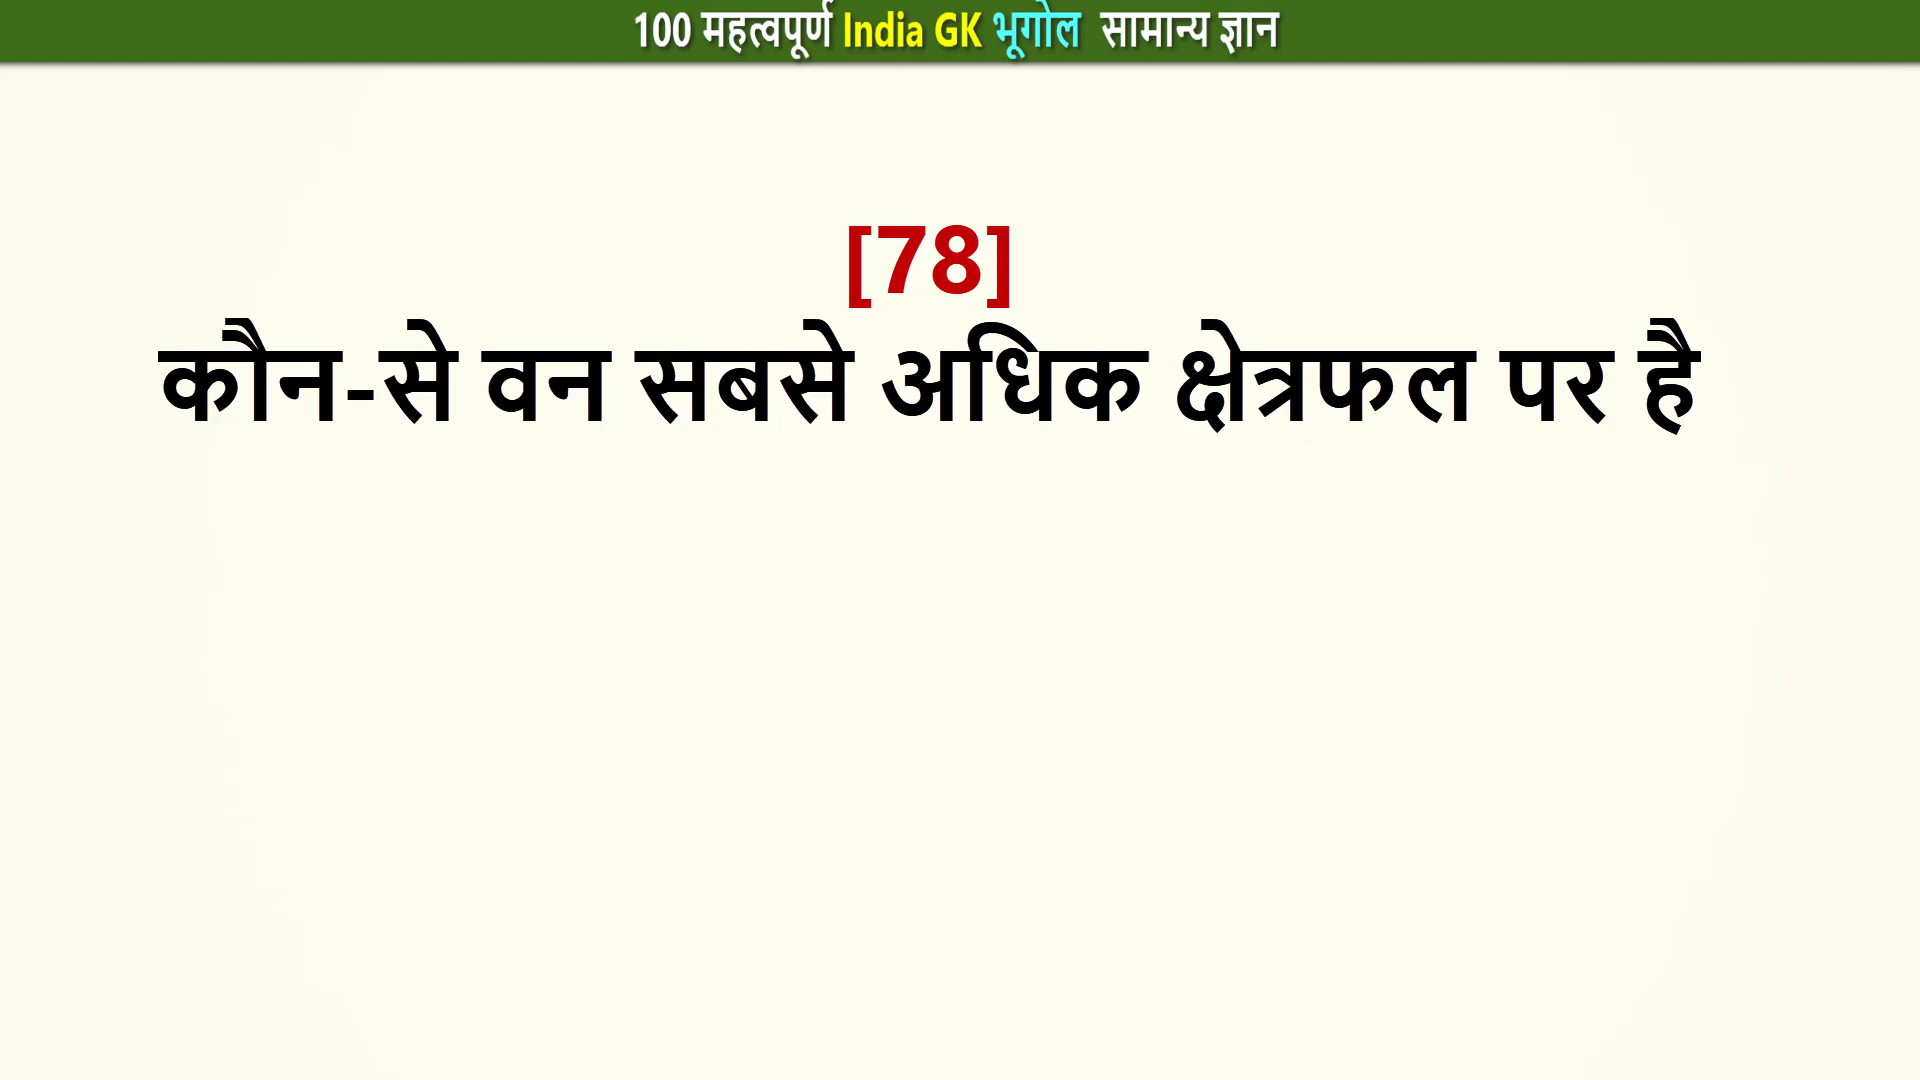 100 महत्वपूर्ण India GK भूगोल सामान्य ज्ञान
[78]
कौन-से वन सबसे अधिक क्षेत्रफल पर है